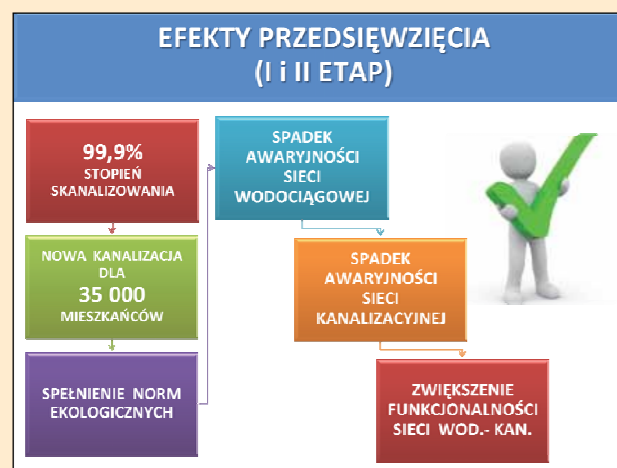 EFEKTY PRZEDSIĘWZIĘCIA
(I i II ETAP)
99,9%
STOPIEŃ
SKANALIZOWANIA
NOWA KANALIZACJA
DLA
35 000
MIESZKAŃCÓW
SPEŁNIENIE NORM
EKOLOGICZNYCH
SPADEK
AWARYJNOŚCI
SIECI
WODOCIĄGOWEJ
SPADEK
AWARYJNOŚCI
SIECI
KANALIZACYJNEJ
ZWIĘKSZENIE
FUNKCJONALNOŚCI
SIECI WOD.- KAN.